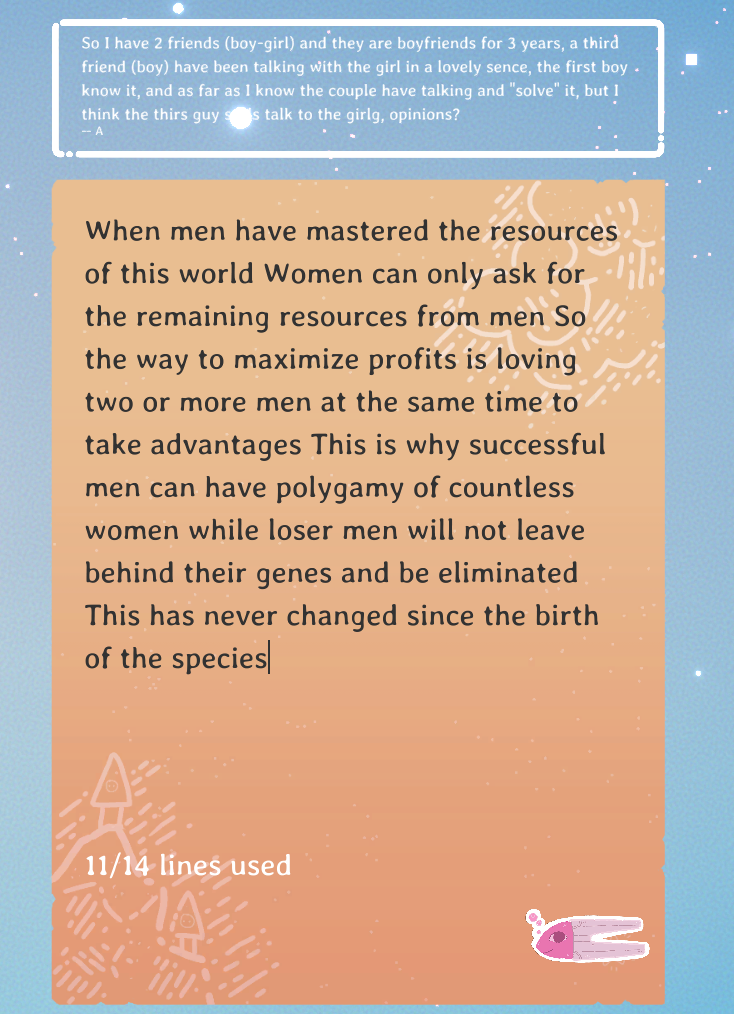 So I have 2 friends (boy-girl) and they are boyfriends for 3 years, a third
friend (boy) have been talking with the girl in a lovely sence, the first boy
know it, and as far as I know the couple have talking and "solve" it, but I
think the thirs guy talk to the girlg, opinions?
-- A
When men have mastered the resources
of this world Women can only ask for
the remaining resources from men So
the way to maximize profits is loving
two or more men at the same time to
take advantages This is why successful
men can have polygamy of countless
women while loser men will not leave
behind their genes and be eliminated
This has never changed since the birth
of the species
11/14 lines used